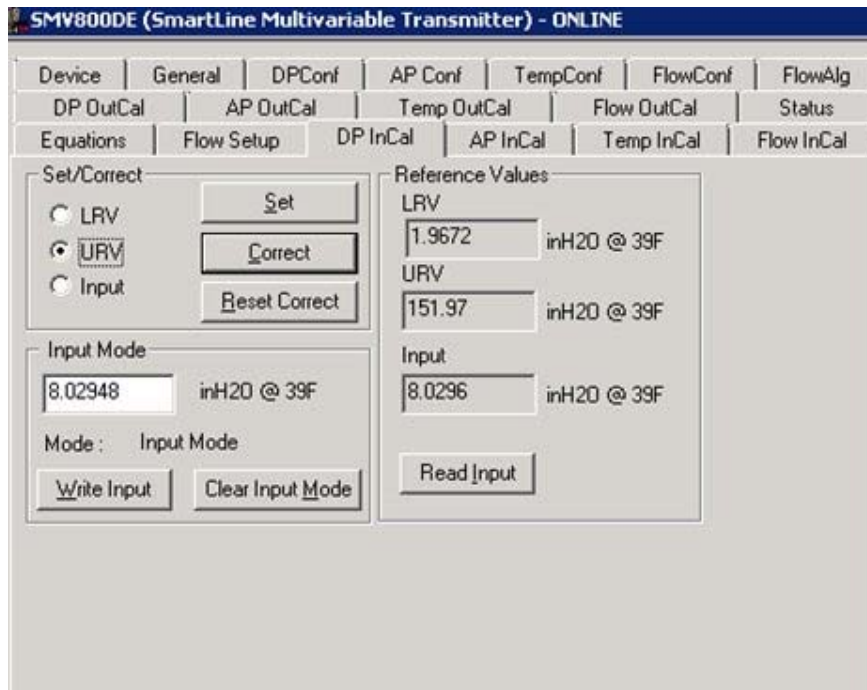 SMV800DE (SmartLine Multivariable Transmitter) - ONLINE
Device General DPConf AP Conf TempConf FlowConf FlowAlg
DP OutCal AP OutCal Temp OutCal Flow OutCal Status
Equations Flow Setup DP InCal AP InCal Temp InCal Flow InCal
Set/Correct
LRV
URV
Input
Set
Correct
Reset Correct
Input Mode
8.02948 inH2O @ 39F
Mode : Input Mode
Write Input Clear Input Mode
Reference Values
LRV
1.9672 inH2O @ 39F
URV
151.97 inH2O @ 39F
Input
8.0296 inH2O @ 39F
Read Input